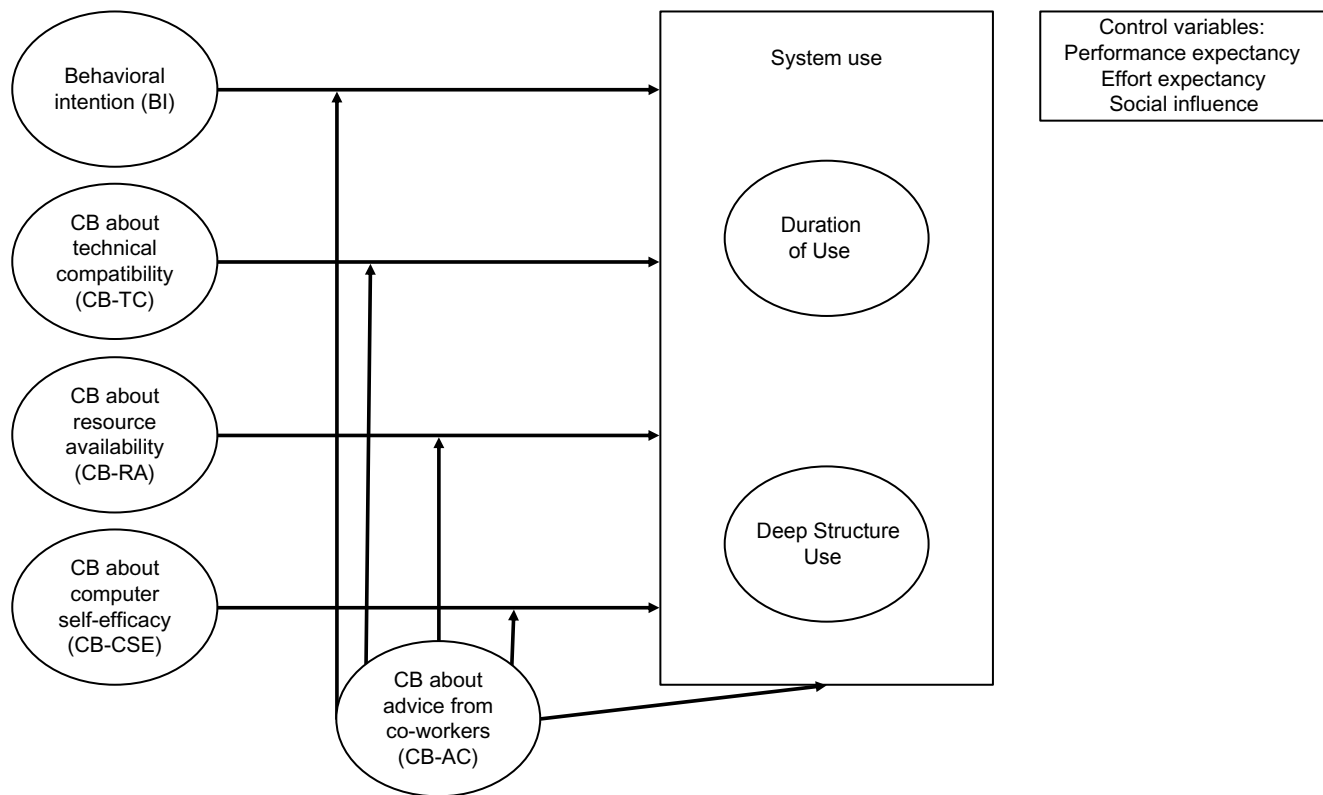 Behavioral
intention (BI)
CB about
technical
compatibility
(CB-TC)
CB about
resource
availability
(CB-RA)
CB about
computer
self-efficacy
(CB-CSE)
CB about
advice from
co-workers
(CB-AC)
System use
Duration
of Use
Deep Structure
Use
Control variables:
Performance expectancy
Effort expectancy
Social influence